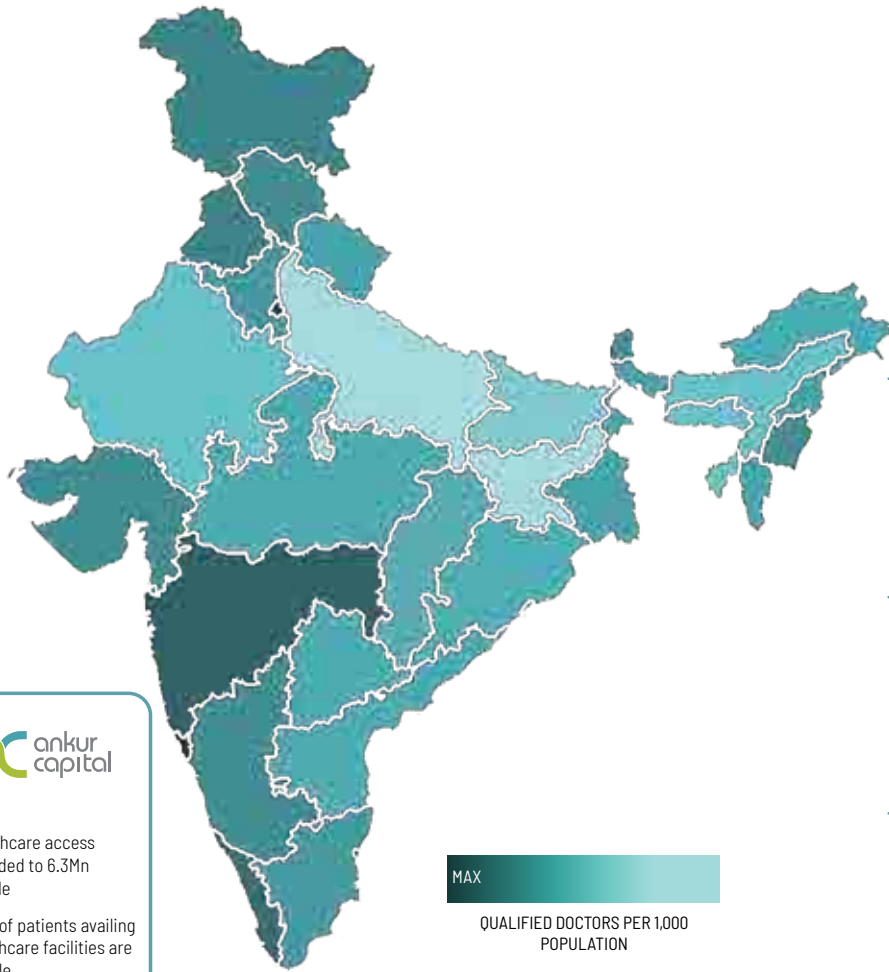 ankur
capital
hcare access
ded to 6.3Mn
le
of patients availing
hcare facilities are
le
MAX
QUALIFIED DOCTORS PER 1,000
POPULATION